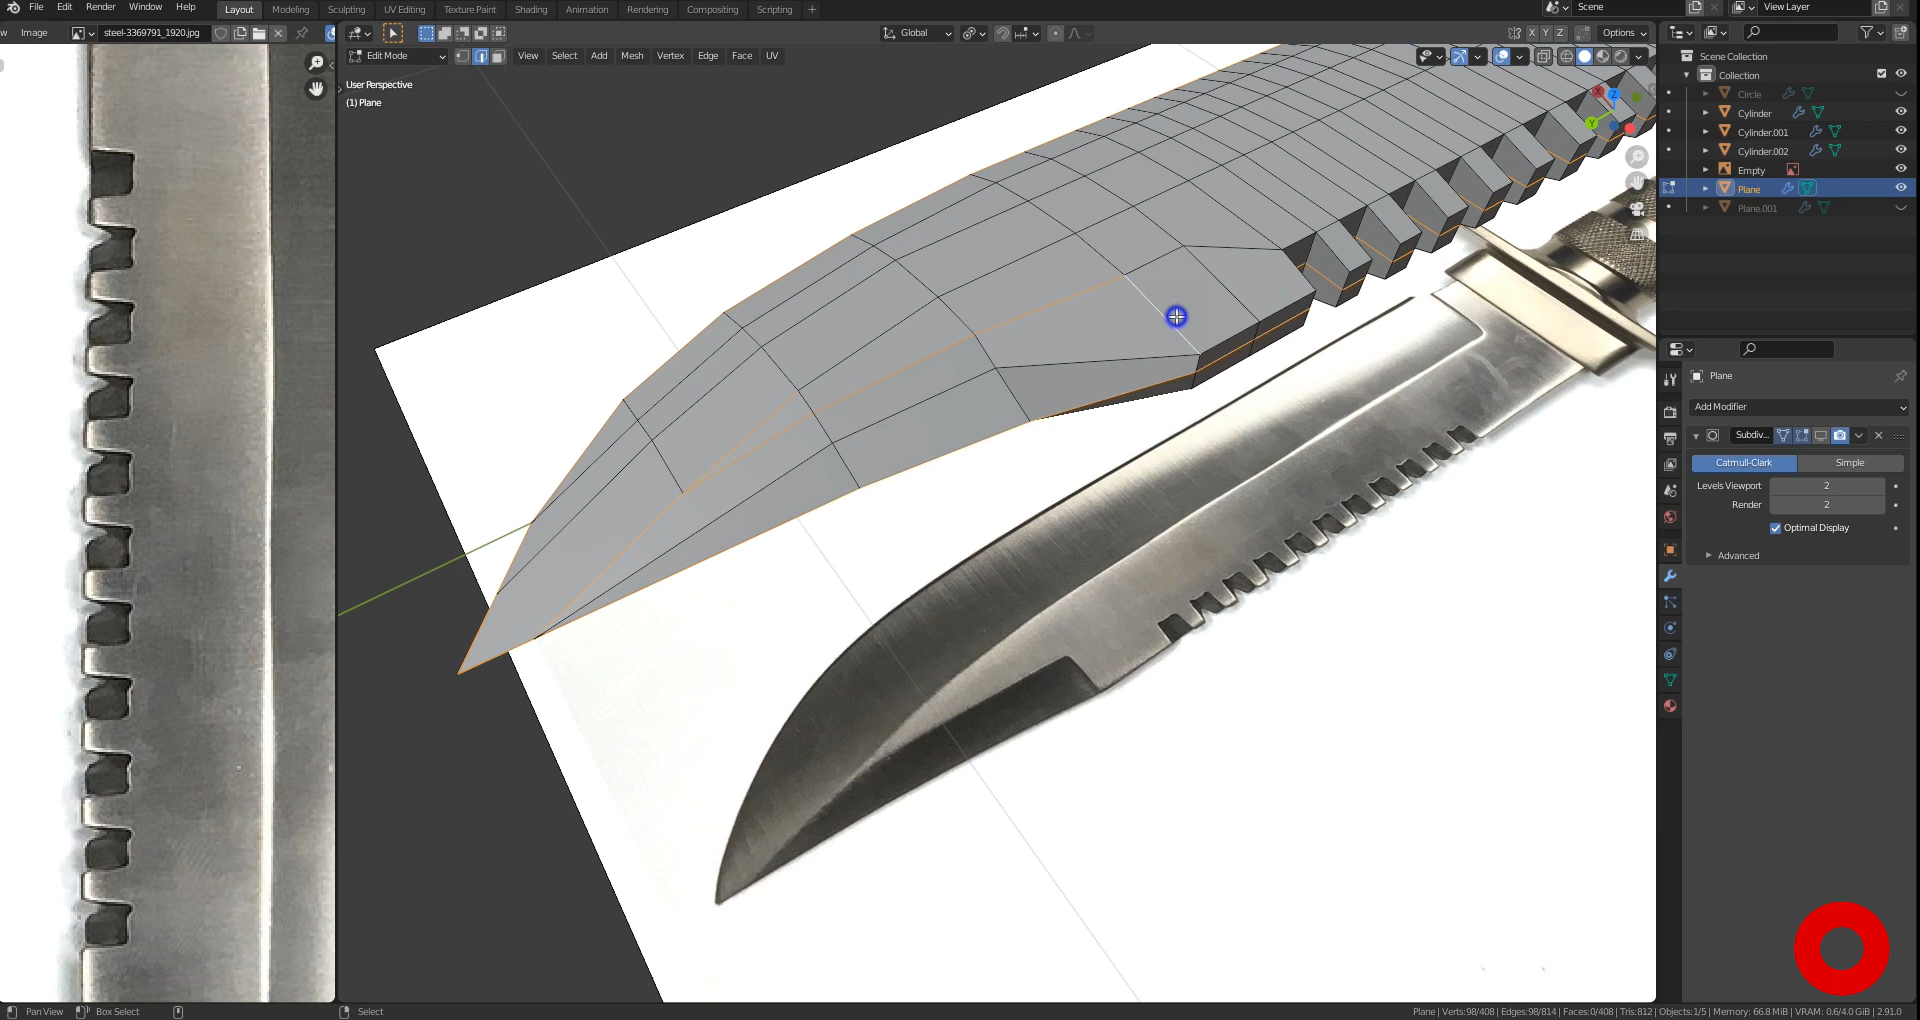 File Edit Render Window Help
Layout Modeling Sculpting UV Editing Texture Paint Shading Animation Rendering Compositing Scripting +
Scene
View Layer
w Image
steel-3369791_1920.jpg
Global
X Y Z
Options
Edit Mode
View Select Add Mesh Vertex Edge Face UV
User Perspective
(1) Plane
X
Z
Y
Scene Collection
Collection
Circle
Cylinder
Cylinder.001
Cylinder.002
Empty
Plane
Plane.001
Plane
Add Modifier
Subdiv...
Catmull-Clark
Simple
Levels Viewport 2
Render 2
Optimal Display
Advanced
Pan View
Box Select
Select
Plane | Verts:98/408 | Edges:98/814 | Faces:0/408 | Tris:812 | Objects:1/5 | Memory: 66.8 MiB | VRAM: 0.6/4.0 GiB | 2.91.0